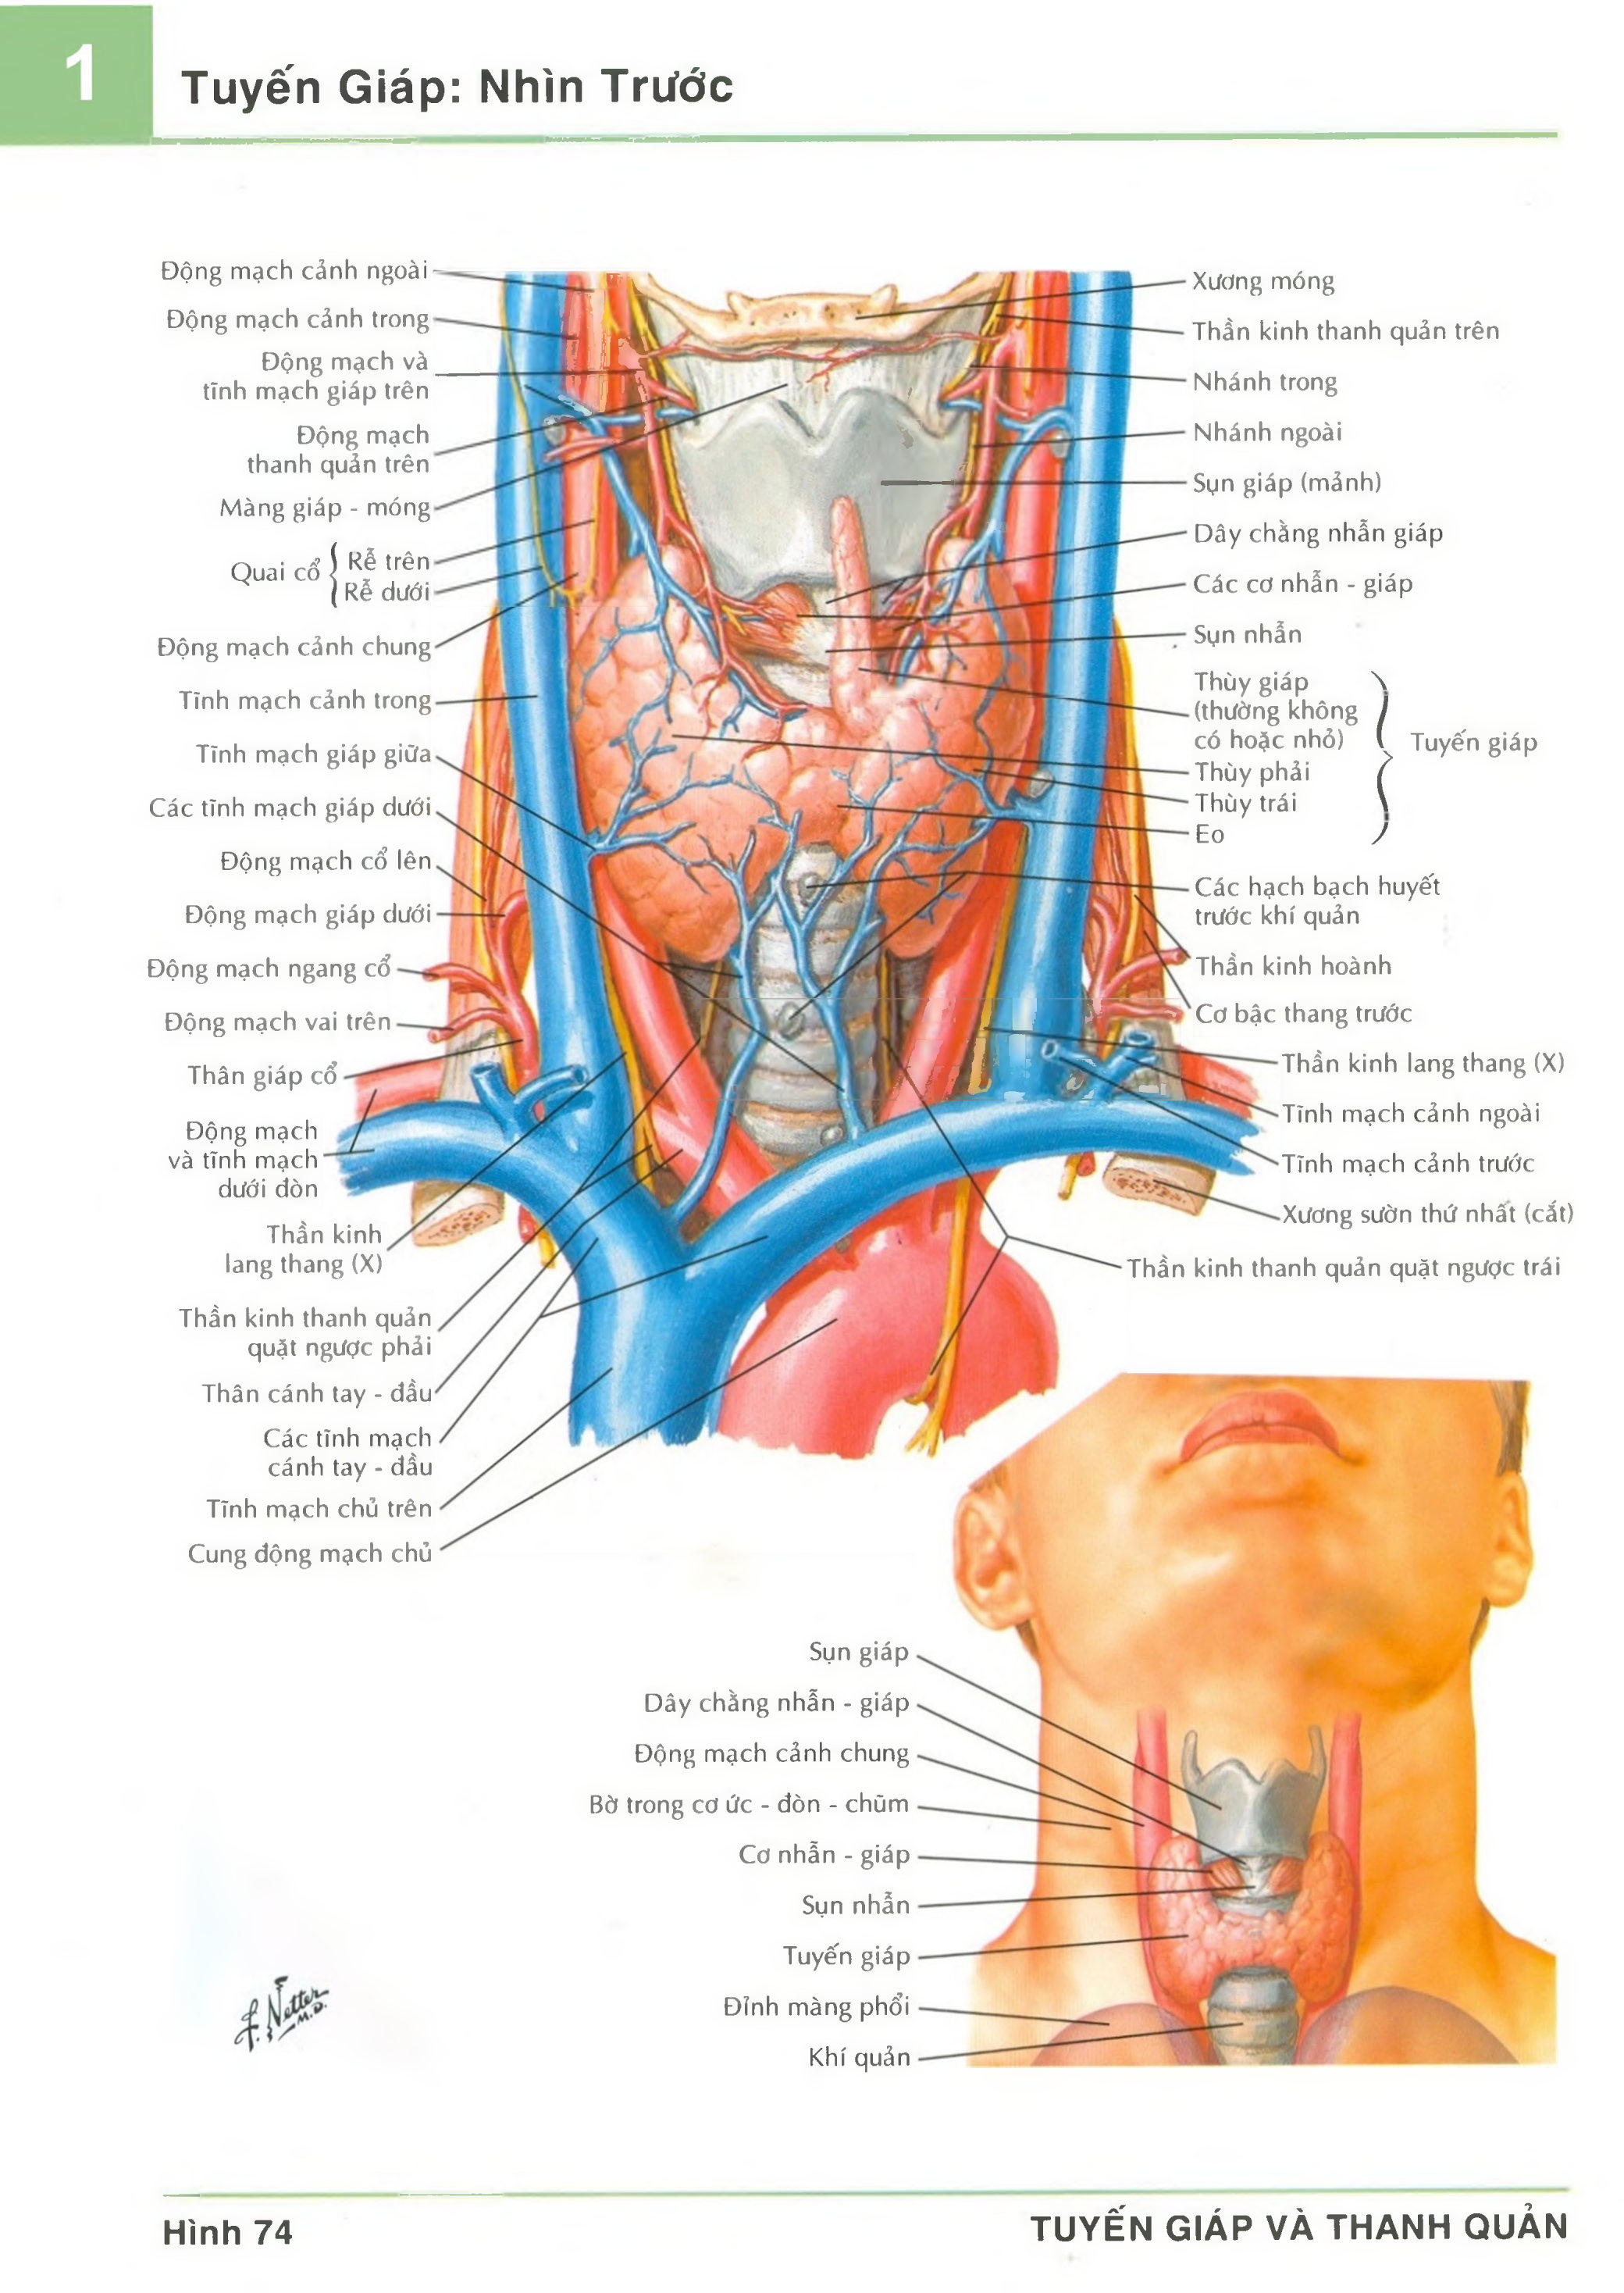 1
Tuyến Giáp: Nhìn Trước
Động mạch cảnh ngoài
Động mạch cảnh trong
Động mạch và
tĩnh mạch giáp trên
Động mạch
thanh quản trên
Màng giáp - móng
Quai cổ
Rễ trên
Rễ dưới
Động mạch cảnh chung
Tĩnh mạch cảnh trong
Tĩnh mạch giáp giữa
Các tĩnh mạch giáp dưới
Động mạch cổ lên
Động mạch giáp dưới
Động mạch ngang cổ
Động mạch vai trên
Thân giáp cổ
Động mạch
và tĩnh mạch
dưới đòn
Thần kinh
lang thang (X)
Thần kinh thanh quản
quặt ngược phải
Thân cánh tay - đầu
Các tĩnh mạch
cánh tay - đầu
Tĩnh mạch chủ trên
Cung động mạch chủ
Xương móng
Thần kinh thanh quản trên
Nhánh trong
Nhánh ngoài
Sụn giáp (mảnh)
Dây chằng nhẫn giáp
Các cơ nhẫn - giáp
Sụn nhẫn
Thùy giáp
(thường không
có hoặc nhỏ)
Thùy phải
Thùy trái
Eo
Tuyến giáp
Các hạch bạch huyết
trước khí quản
Thần kinh hoành
Cơ bậc thang trước
Thần kinh lang thang (X)
Tĩnh mạch cảnh ngoài
Tĩnh mạch cảnh trước
Xương sườn thứ nhất (cắt)
Thần kinh thanh quản quặt ngược trái
Sụn giáp
Dây chằng nhẫn - giáp
Động mạch cảnh chung
Bờ trong cơ ức - đòn - chũm
Cơ nhẫn - giáp
Sụn nhẫn
Tuyến giáp
Đỉnh màng phổi
Khí quản
F. Netter
M.D.
Hình 74
TUYẾN GIÁP VÀ THANH QUẢN